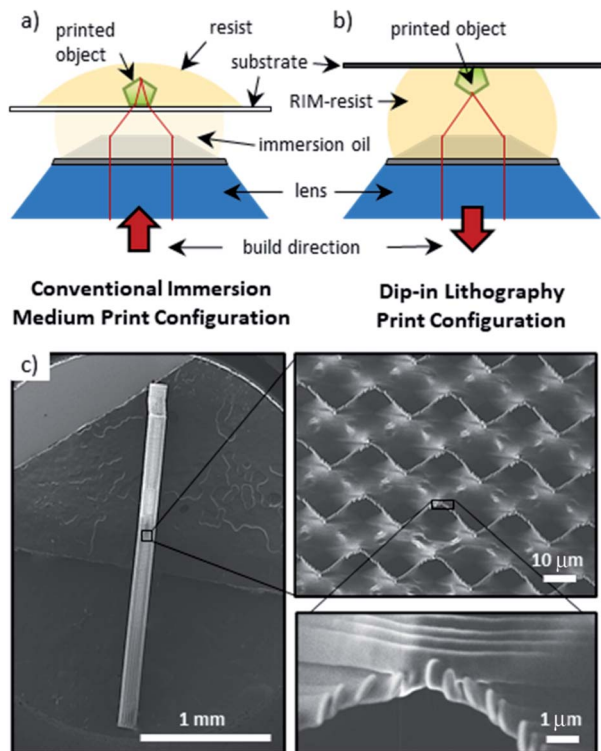 a)
printed
object
resist
substrate
immersion oil
lens
build direction
Conventional Immersion
Medium Print Configuration
b)
printed object
RIM-resist
Dip-in Lithography
Print Configuration
c)
1 mm
10 μm
1 μm